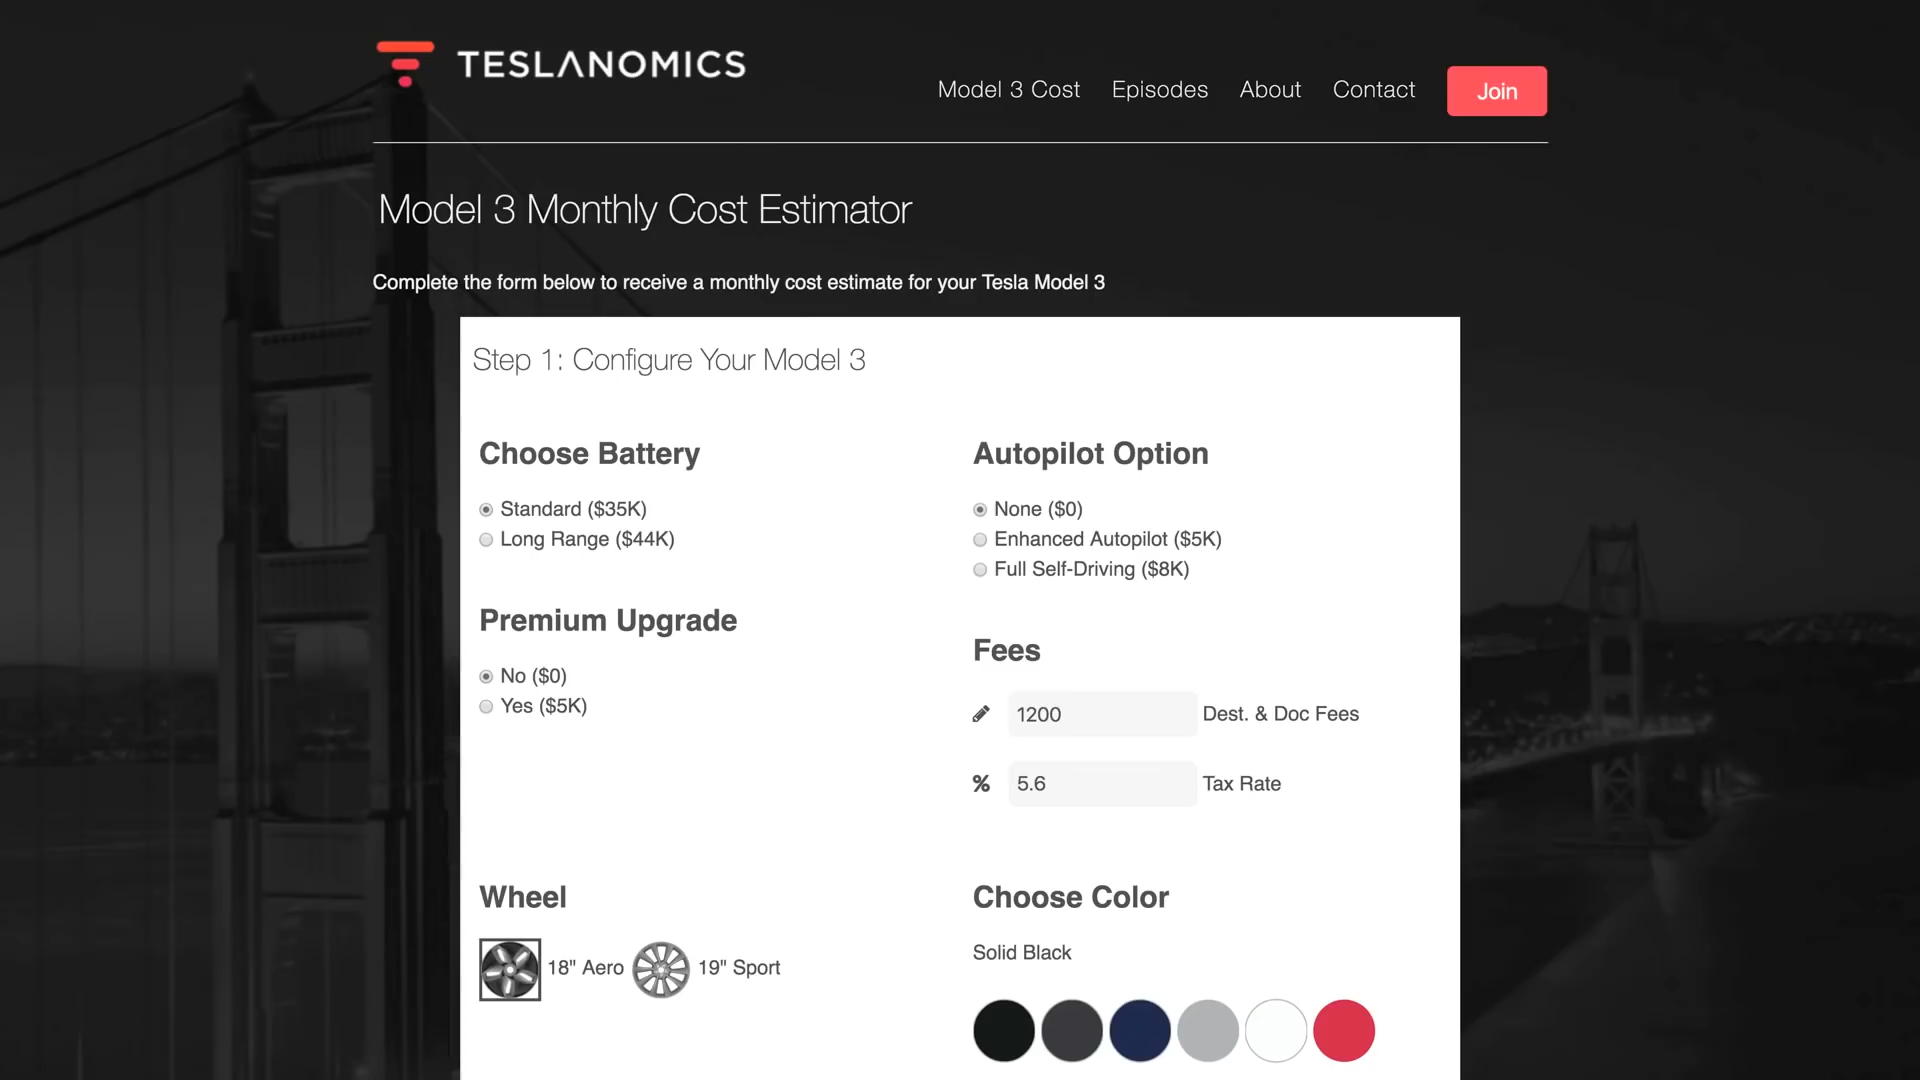 TESLANOMICS
Model 3 Cost
Episodes
About
Contact
Join
Model 3 Monthly Cost Estimator
Complete the form below to receive a monthly cost estimate for your Tesla Model 3
Step 1: Configure Your Model 3
Choose Battery
Standard ($35K)
Long Range ($44K)
Premium Upgrade
No ($0)
Yes ($5K)
Autopilot Option
None ($0)
Enhanced Autopilot ($5K)
Full Self-Driving ($8K)
Fees
1200 Dest. & Doc Fees
% 5.6 Tax Rate
Wheel
18" Aero 19" Sport
Choose Color
Solid Black